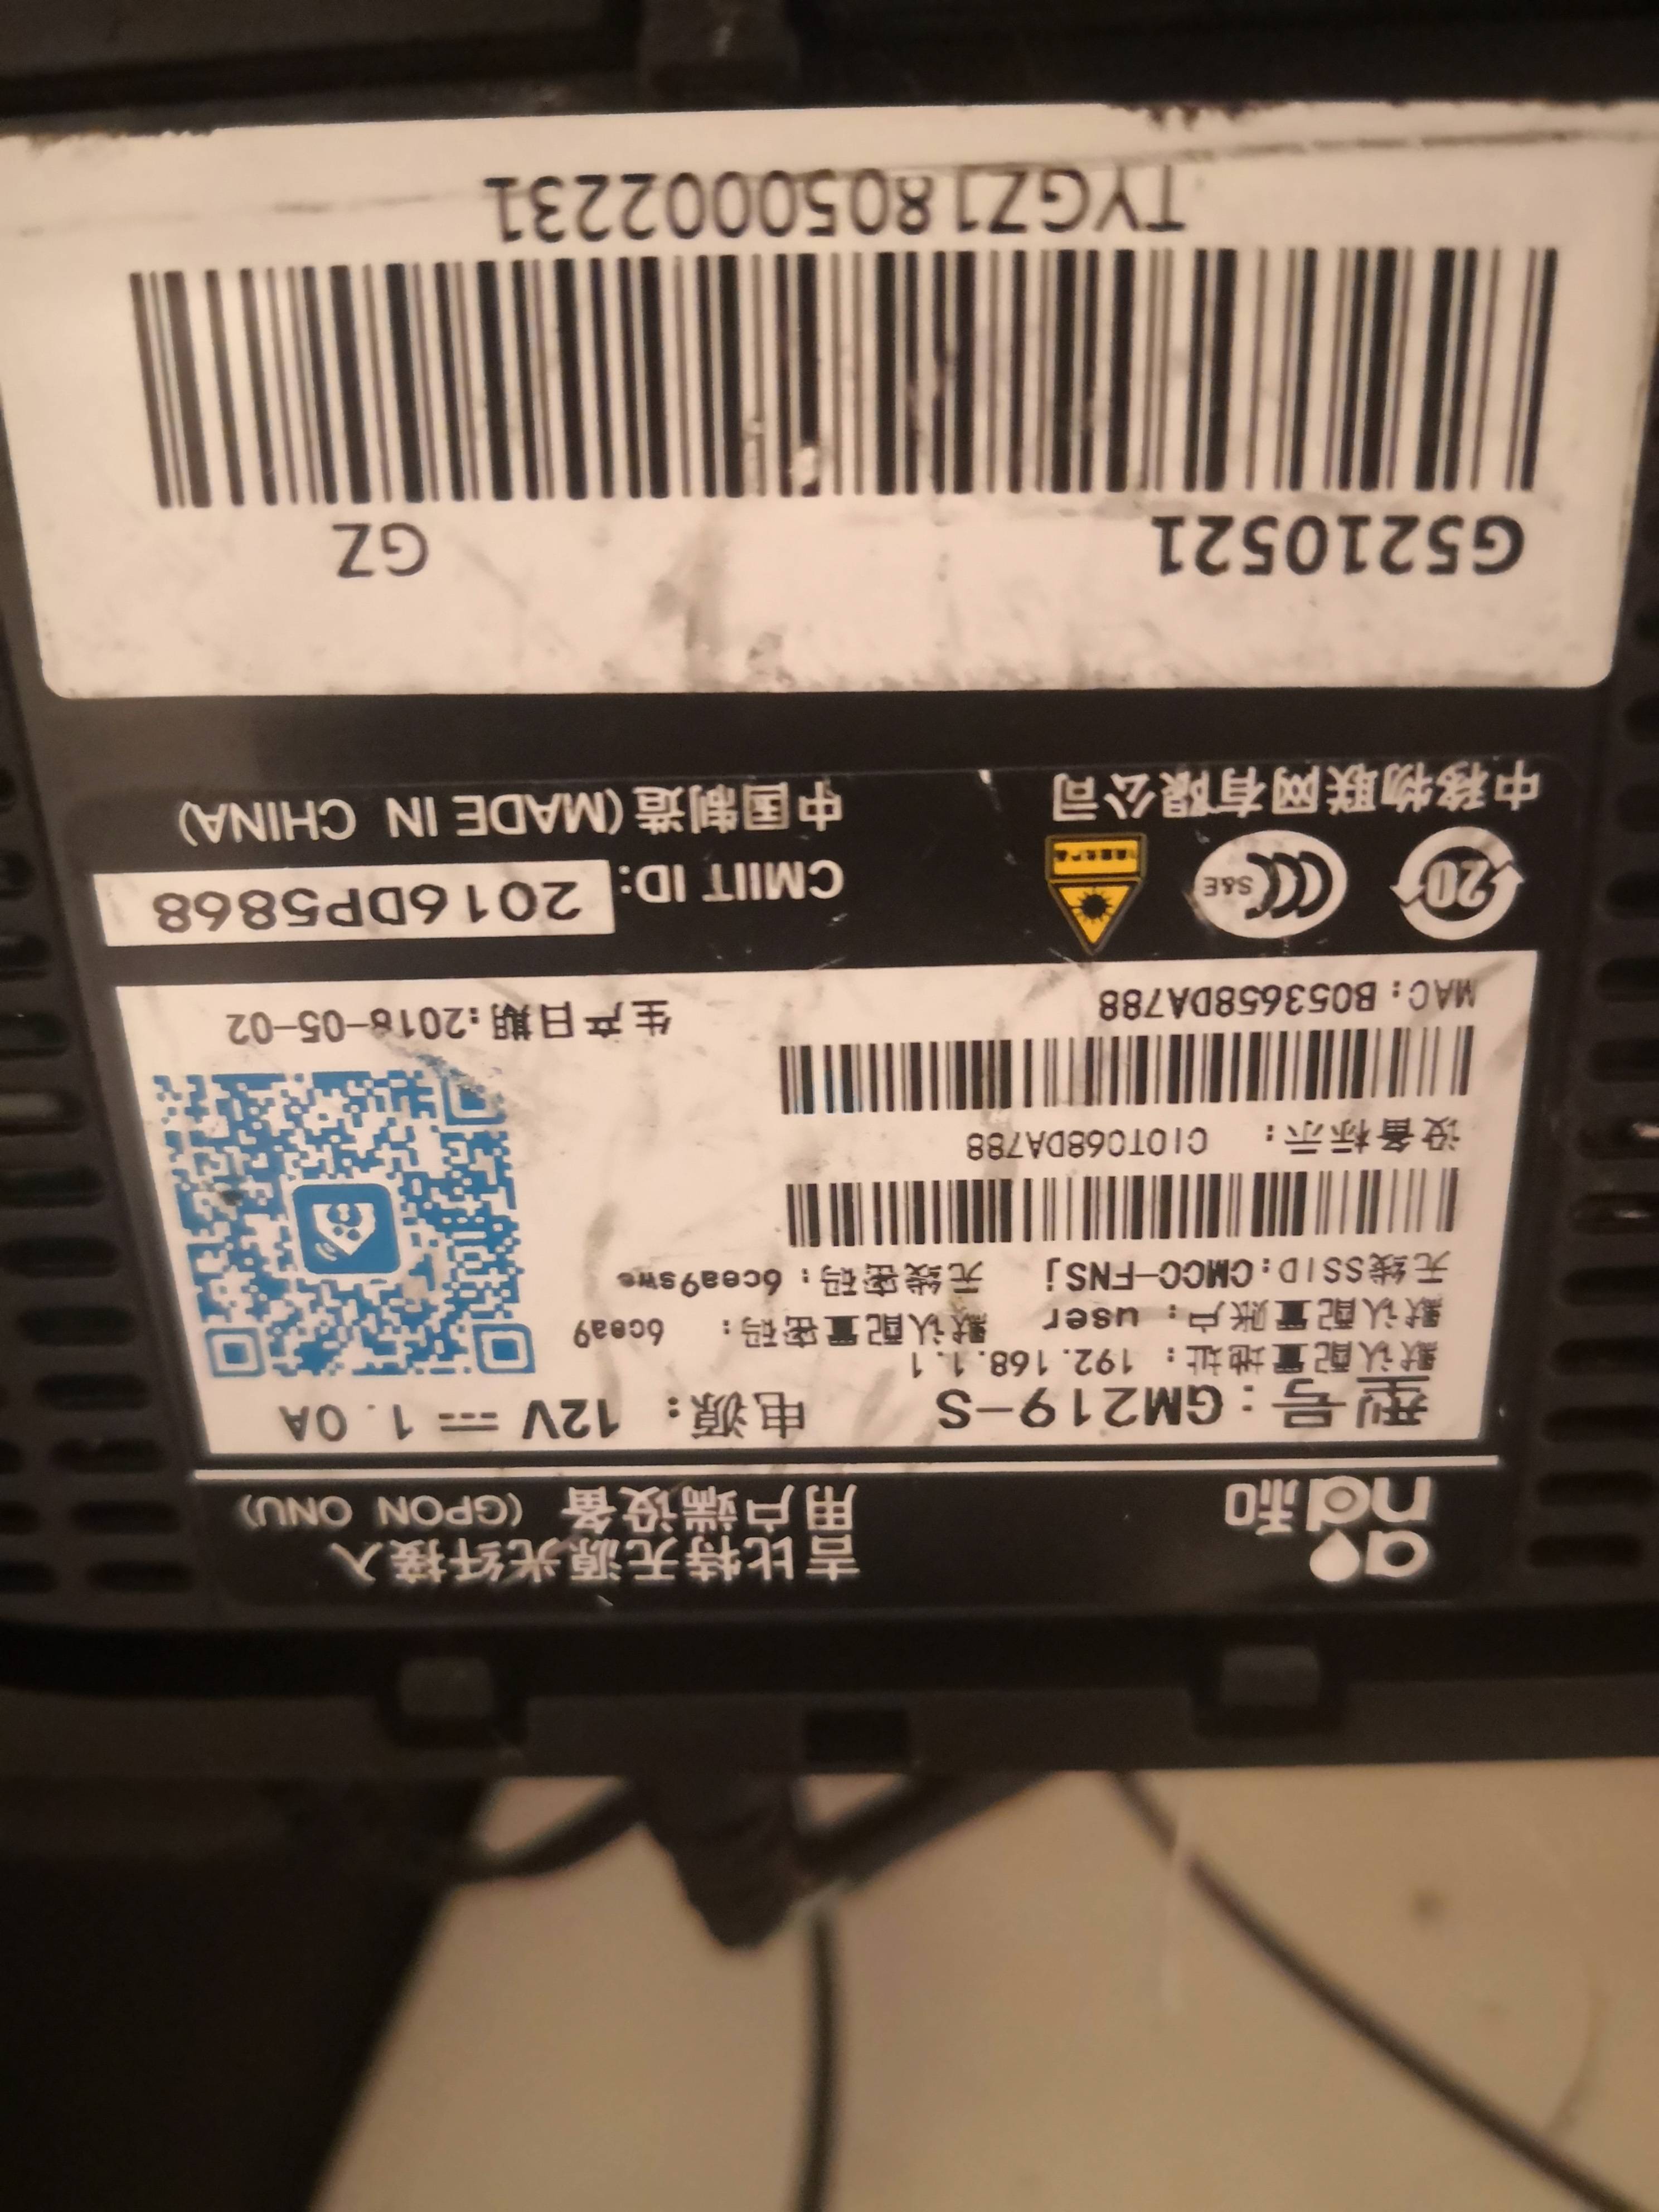 and 和
吉比特无源光纤接入
用户端设备 (GPON ONU)
型号:GM219-S 电源: 12V ⎓ 1.0A
默认配置地址: 192.168.1.1
默认配置账户: user 默认配置密码: 6cea9
无线SSID:CMCC-FNSj 无线密码: 6cea9swe
设备标示: CIOT068DA788
生产日期:2018-05-02
MAC: B053658DA788
20
S&E
CMIIT ID: 2016DP5868
中移物联网有限公司 中国制造(MADE IN CHINA)
G5210521 GZ
TYGZ18050002231